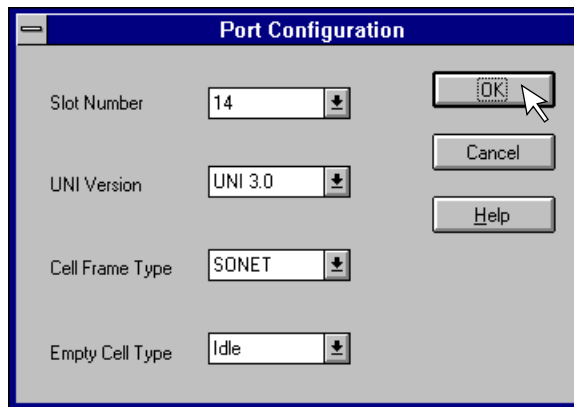 Port Configuration
Slot Number
14
OK
UNI Version
UNI 3.0
Cancel
Help
Cell Frame Type
SONET
Empty Cell Type
Idle